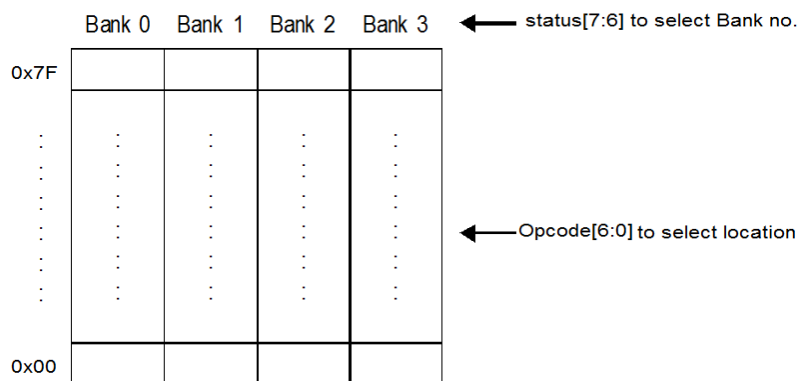 Bank 0 Bank 1 Bank 2 Bank 3 status[7:6] to select Bank no.
0x7F
Opcode[6:0] to select location
0x00